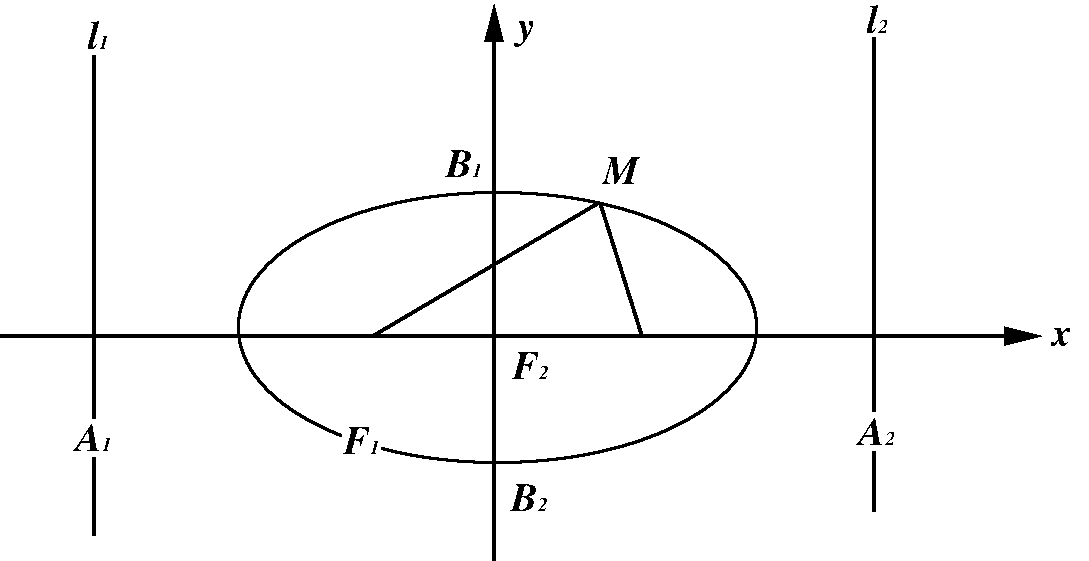 l₁
y
l₂
B₁
M
x
F₂
A₁
F₁
A₂
B₂